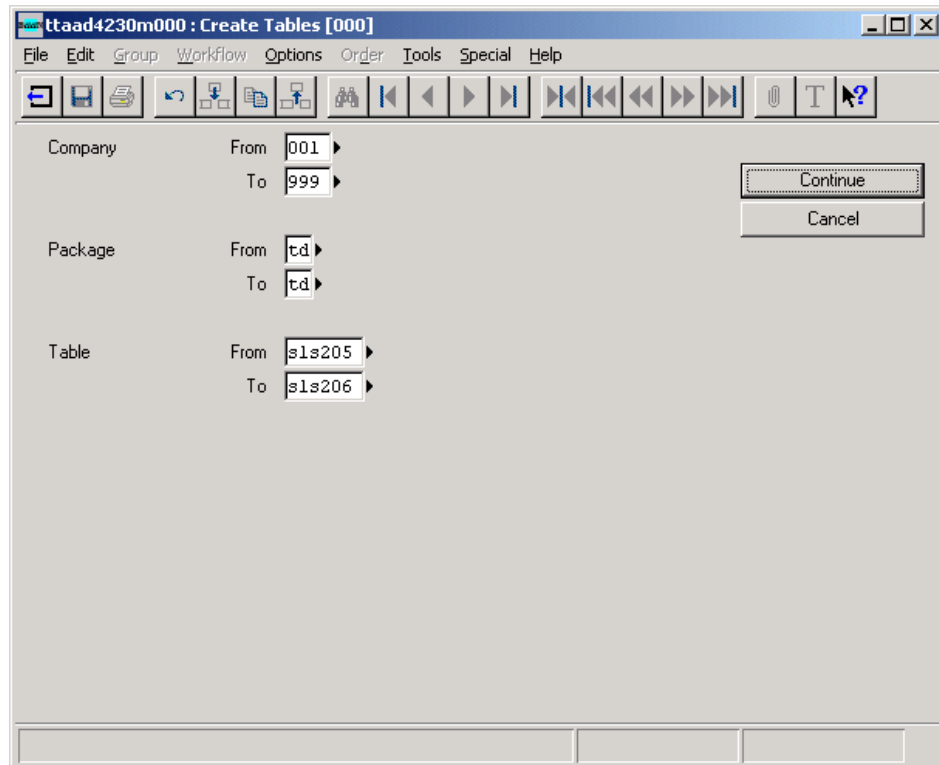 ttaad4230m000 : Create Tables [000]
File Edit Group Workflow Options Order Tools Special Help
T ?
Company From 001
To 999
Continue
Cancel
Package From td
To td
Table From sls205
To sls206